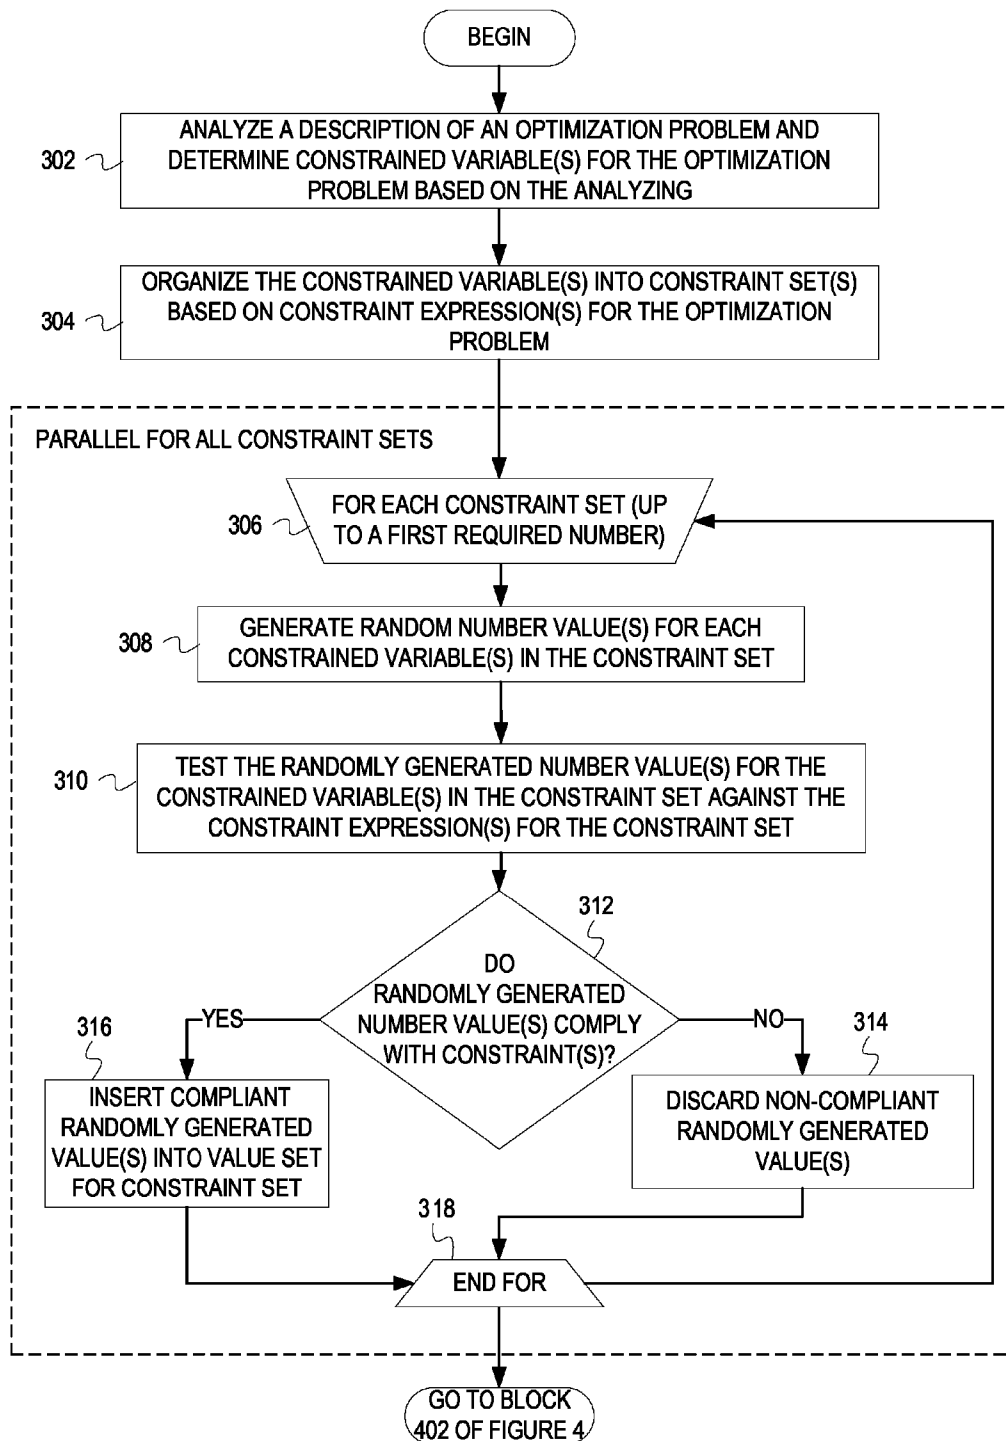 BEGIN
302
ANALYZE A DESCRIPTION OF AN OPTIMIZATION PROBLEM AND
DETERMINE CONSTRAINED VARIABLE(S) FOR THE OPTIMIZATION
PROBLEM BASED ON THE ANALYZING
304
ORGANIZE THE CONSTRAINED VARIABLE(S) INTO CONSTRAINT SET(S)
BASED ON CONSTRAINT EXPRESSION(S) FOR THE OPTIMIZATION
PROBLEM
PARALLEL FOR ALL CONSTRAINT SETS
306
FOR EACH CONSTRAINT SET (UP
TO A FIRST REQUIRED NUMBER)
308
GENERATE RANDOM NUMBER VALUE(S) FOR EACH
CONSTRAINED VARIABLE(S) IN THE CONSTRAINT SET
310
TEST THE RANDOMLY GENERATED NUMBER VALUE(S) FOR THE
CONSTRAINED VARIABLE(S) IN THE CONSTRAINT SET AGAINST THE
CONSTRAINT EXPRESSION(S) FOR THE CONSTRAINT SET
312
DO
RANDOMLY GENERATED
NUMBER VALUE(S) COMPLY
WITH CONSTRAINT(S)?
YES
NO
316
INSERT COMPLIANT
RANDOMLY GENERATED
VALUE(S) INTO VALUE SET
FOR CONSTRAINT SET
314
DISCARD NON-COMPLIANT
RANDOMLY GENERATED
VALUE(S)
318
END FOR
GO TO BLOCK
402 OF FIGURE 4